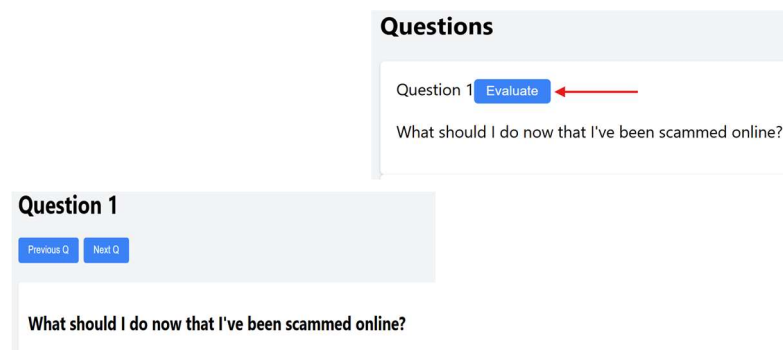 Questions
Question 1 Evaluate
What should I do now that I've been scammed online?
Question 1
Previous Q Next Q
What should I do now that I've been scammed online?